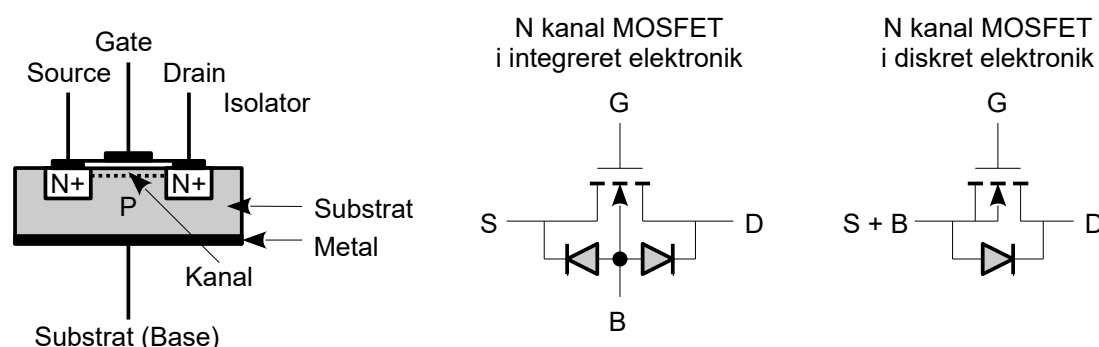 Gate
Source
Drain
Isolator
N+
N+
P
Substrat
Metal
Kanal
Substrat (Base)
N kanal MOSFET
i integreret elektronik
G
S
D
B
N kanal MOSFET
i diskret elektronik
G
S + B
D